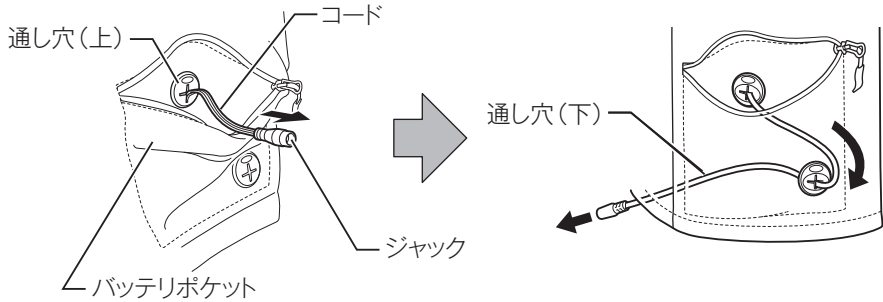 コード
通し穴（上）
通し穴（下）
ジャック
バッテリポケット